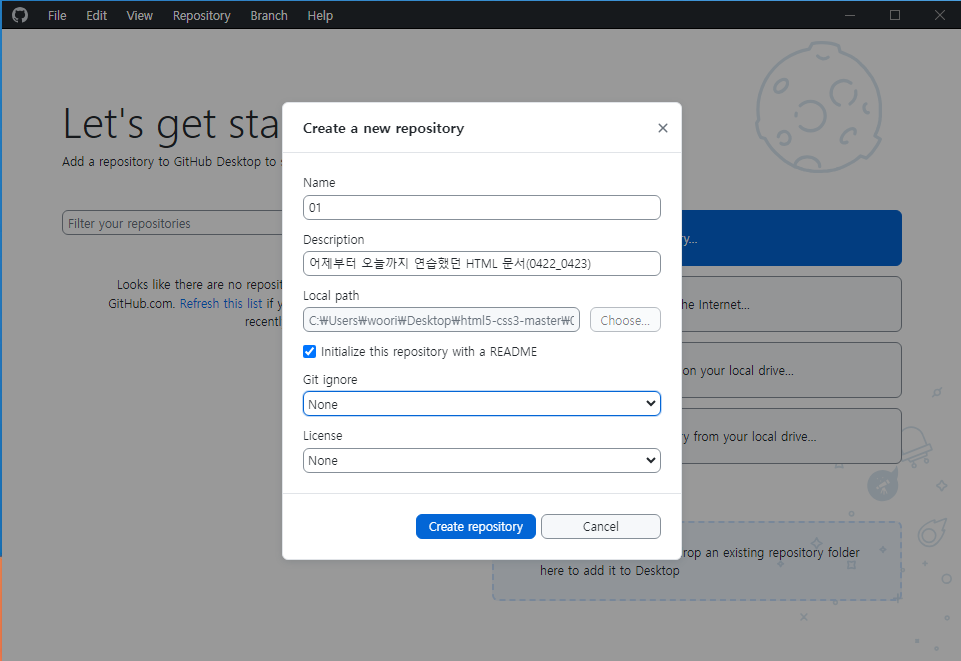 File Edit View Repository Branch Help
Let's get sta
Add a repository to GitHub Desktop to
Filter your repositories
Looks like there are no reposit
GitHub.com. Refresh this list if y
recentl
Create a new repository
Name
01
Description
어제부터 오늘까지 연습했던 HTML 문서(0422_0423)
Local path
C:₩Users₩woori₩Desktop₩html5-css3-master₩0
Choose...
Initialize this repository with a README
Git ignore
None
License
None
Create repository
Cancel
ry...
he Internet...
on your local drive...
y from your local drive...
rop an existing repository folder
here to add it to Desktop